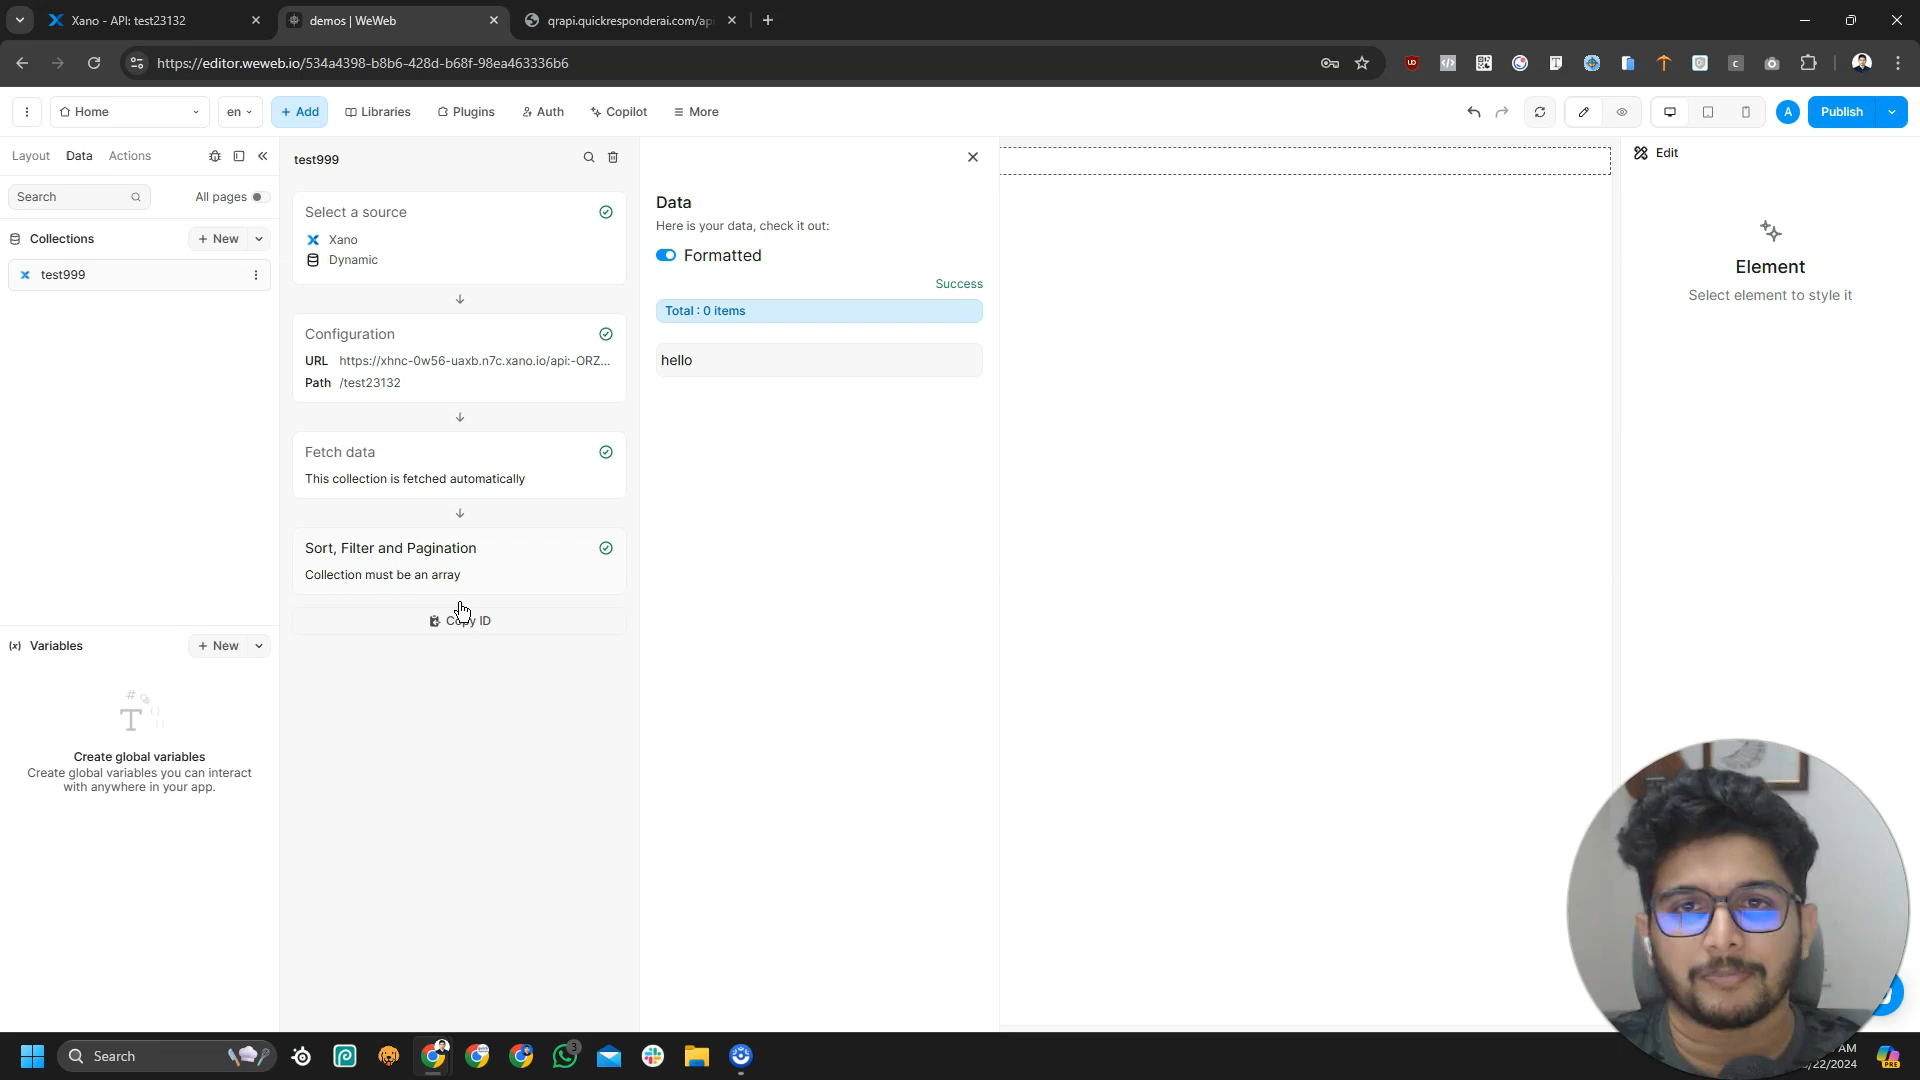 Xano - API: test23132
demos | WeWeb
qrapi.quickresponderai.com/ap
https://editor.weweb.io/534a4398-b8b6-428d-b68f-98ea463336b6
Home
en
+ Add
Libraries
Plugins
Auth
Copilot
More
A
Publish
Layout
Data
Actions
test999
Edit
Search
All pages
Collections
+ New
test999
Select a source
Xano
Dynamic
Configuration
URL https://xhnc-0w56-uaxb.n7c.xano.io/api:-ORZ...
Path /test23132
Fetch data
This collection is fetched automatically
Sort, Filter and Pagination
Collection must be an array
Copy ID
Data
Here is your data, check it out:
Formatted
Success
Total : 0 items
hello
Element
Select element to style it
(x) Variables
+ New
Create global variables
Create global variables you can interact
with anywhere in your app.
Search
3
AM
/22/2024
PRE